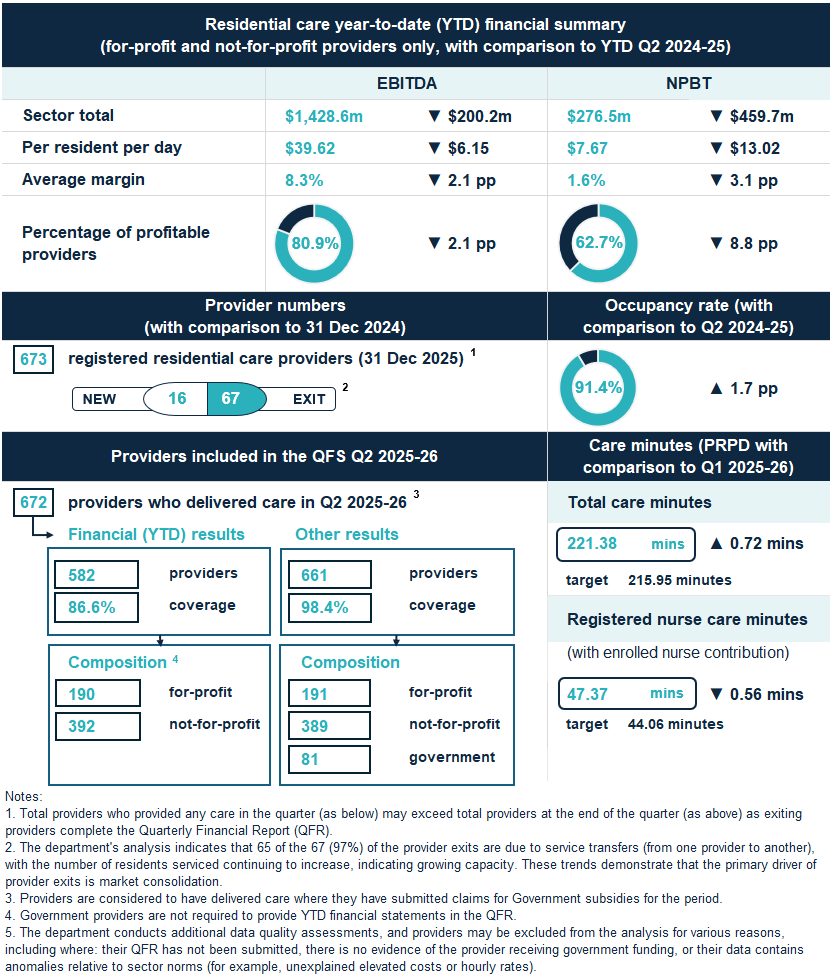 Residential care year-to-date (YTD) financial summary
(for-profit and not-for-profit providers only, with comparison to YTD Q2 2024-25)
EBITDA NPBT
Sector total $1,428.6m ▼ $200.2m $276.5m ▼ $459.7m
Per resident per day $39.62 ▼ $6.15 $7.67 ▼ $13.02
Average margin 8.3% ▼ 2.1 pp 1.6% ▼ 3.1 pp
Percentage of profitable
providers
80.9% ▼ 2.1 pp 62.7% ▼ 8.8 pp
Provider numbers
(with comparison to 31 Dec 2024)
673 registered residential care providers (31 Dec 2025) 1
NEW 16 67 EXIT 2
Occupancy rate (with
comparison to Q2 2024-25)
91.4% ▲ 1.7 pp
Providers included in the QFS Q2 2025-26
672 providers who delivered care in Q2 2025-26 3
Financial (YTD) results
582 providers
86.6% coverage
Composition 4
190 for-profit
392 not-for-profit
Other results
661 providers
98.4% coverage
Composition
191 for-profit
389 not-for-profit
81 government
Care minutes (PRPD with
comparison to Q1 2025-26)
Total care minutes
221.38 mins ▲ 0.72 mins
target 215.95 minutes
Registered nurse care minutes
(with enrolled nurse contribution)
47.37 mins ▼ 0.56 mins
target 44.06 minutes
Notes:
1. Total providers who provided any care in the quarter (as below) may exceed total providers at the end of the quarter (as above) as exiting
providers complete the Quarterly Financial Report (QFR).
2. The department's analysis indicates that 65 of the 67 (97%) of the provider exits are due to service transfers (from one provider to another),
with the number of residents serviced continuing to increase, indicating growing capacity. These trends demonstrate that the primary driver of
provider exits is market consolidation.
3. Providers are considered to have delivered care where they have submitted claims for Government subsidies for the period.
4. Government providers are not required to provide YTD financial statements in the QFR.
5. The department conducts additional data quality assessments, and providers may be excluded from the analysis for various reasons,
including where: their QFR has not been submitted, there is no evidence of the provider receiving government funding, or their data contains
anomalies relative to sector norms (for example, unexplained elevated costs or hourly rates).